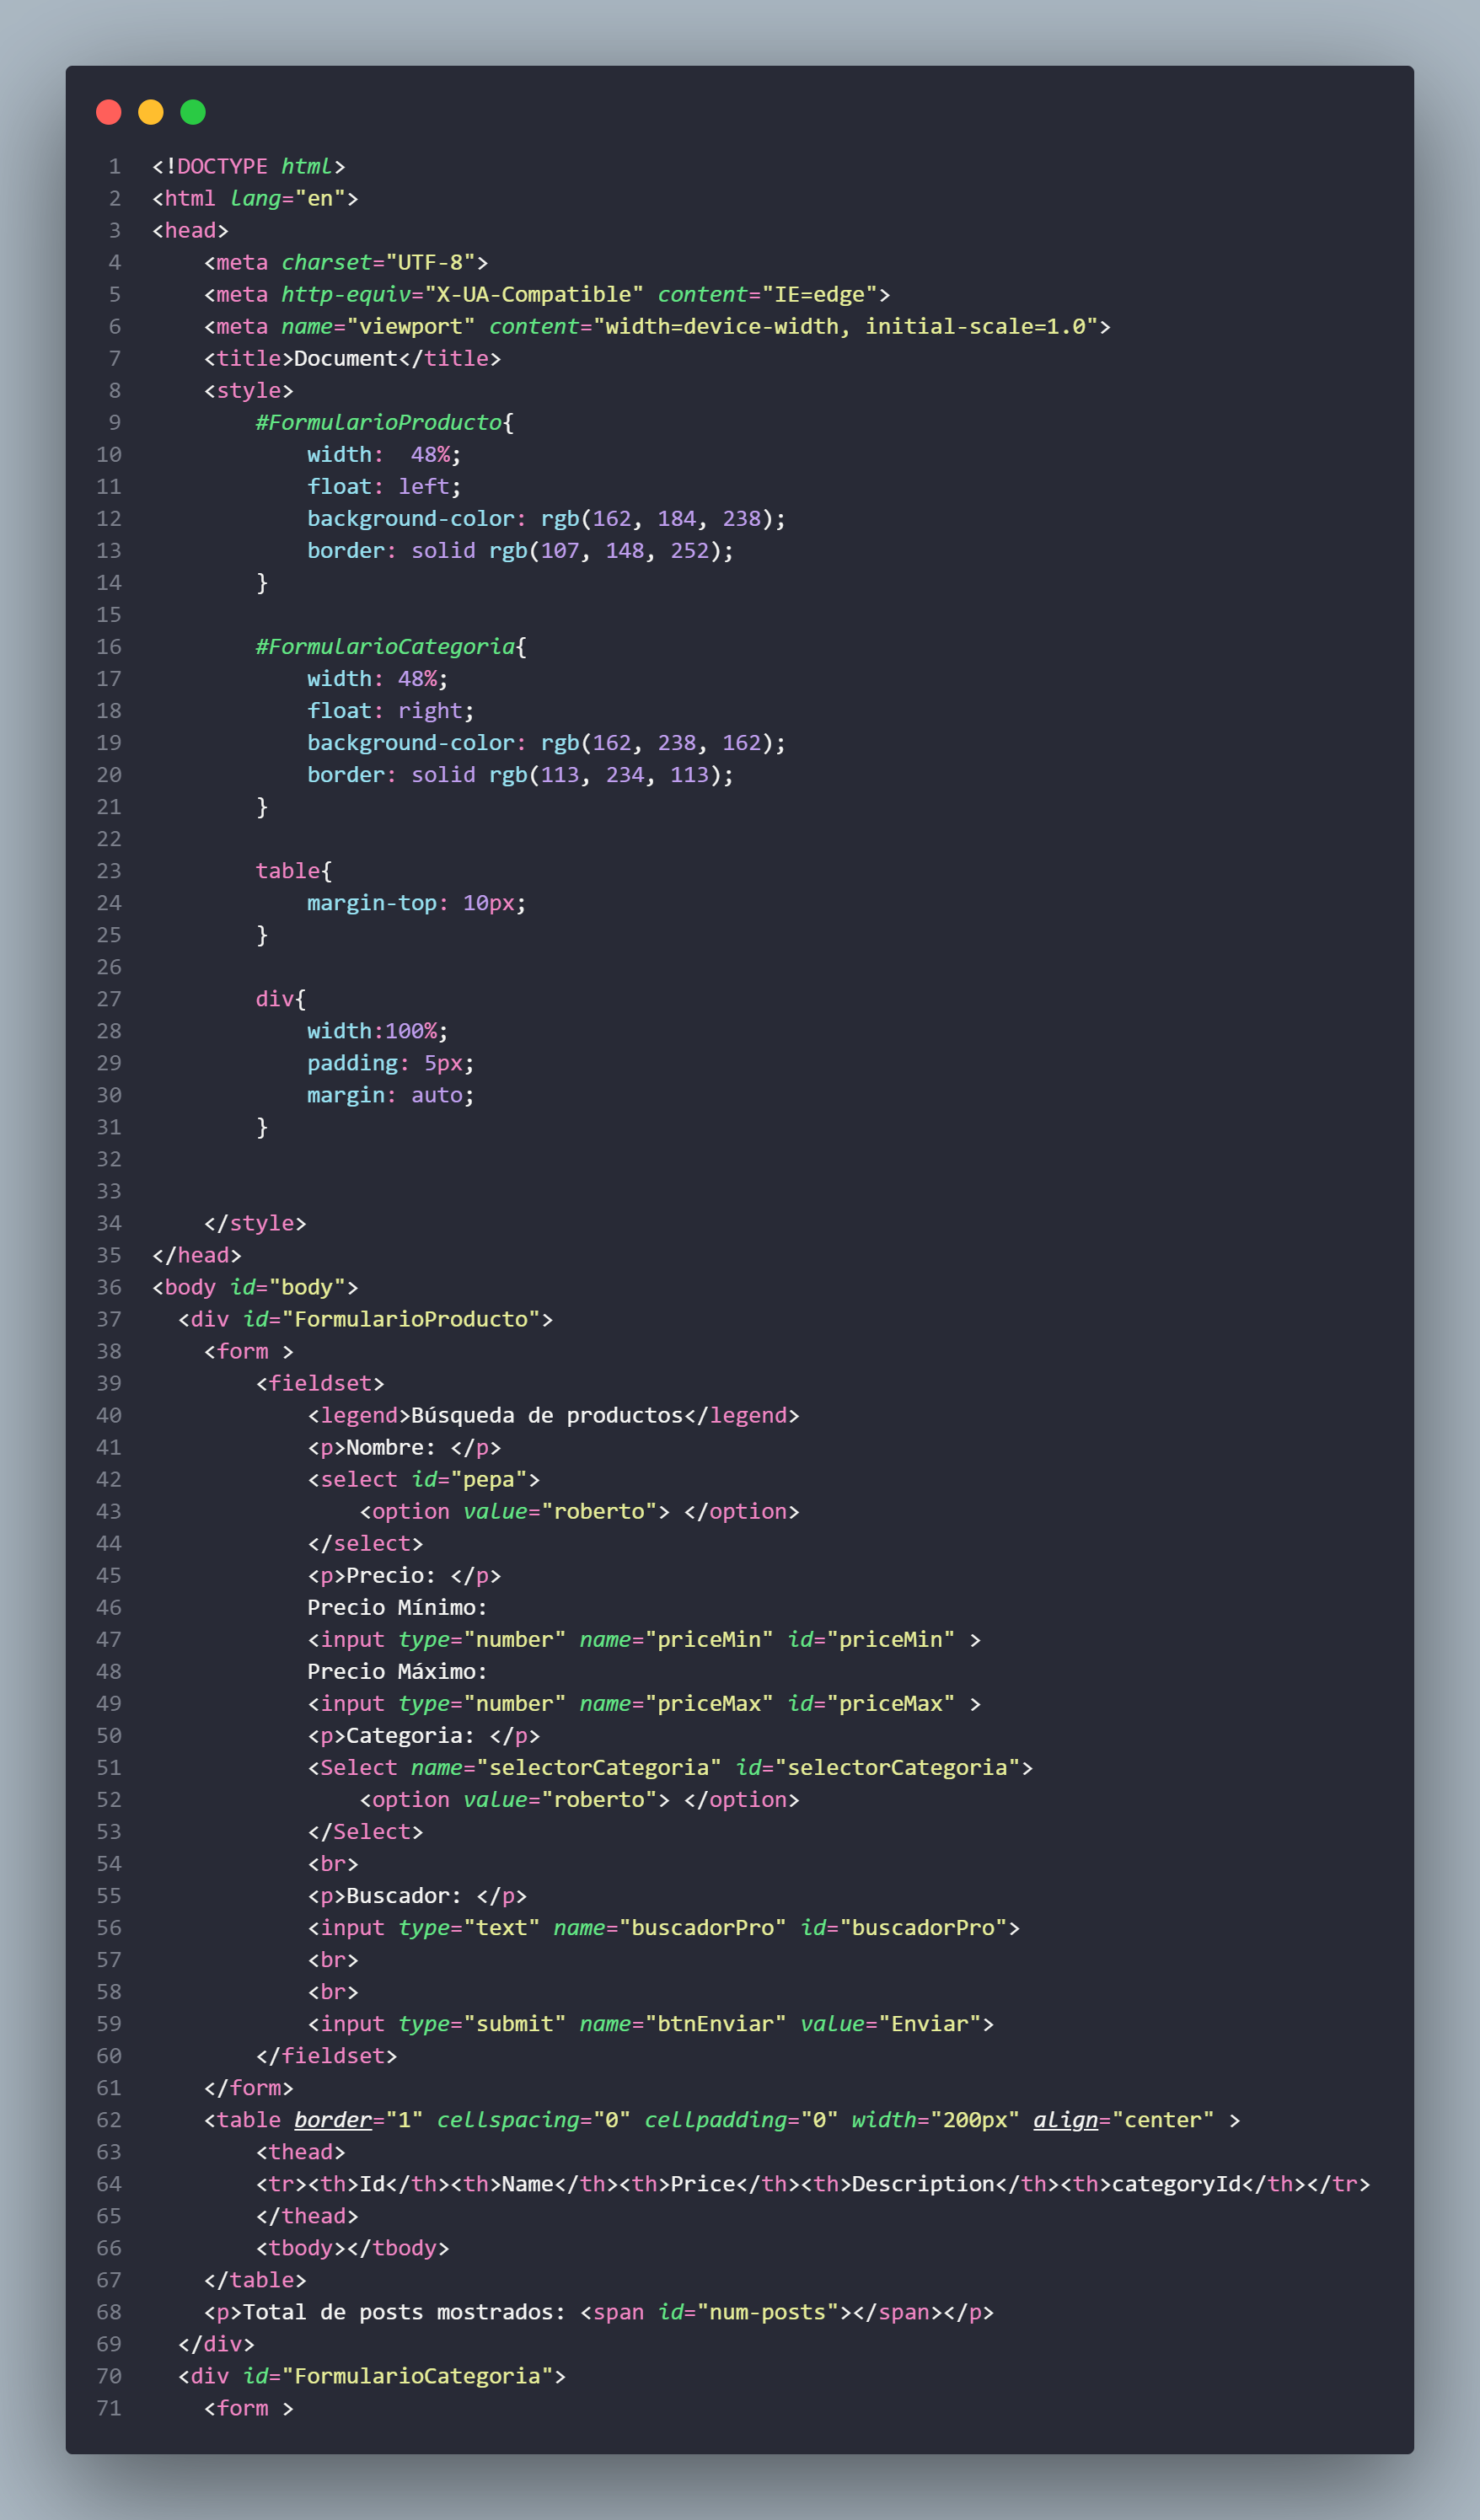 1 <!DOCTYPE html>
2 <html lang="en">
3 <head>
4     <meta charset="UTF-8">
5     <meta http-equiv="X-UA-Compatible" content="IE=edge">
6     <meta name="viewport" content="width=device-width, initial-scale=1.0">
7     <title>Document</title>
8     <style>
9         #FormularioProducto{
10             width:  48%;
11             float: left;
12             background-color: rgb(162, 184, 238);
13             border: solid rgb(107, 148, 252);
14         }
15
16         #FormularioCategoria{
17             width: 48%;
18             float: right;
19             background-color: rgb(162, 238, 162);
20             border: solid rgb(113, 234, 113);
21         }
22
23         table{
24             margin-top: 10px;
25         }
26
27         div{
28             width:100%;
29             padding: 5px;
30             margin: auto;
31         }
32
33
34     </style>
35 </head>
36 <body id="body">
37   <div id="FormularioProducto">
38     <form >
39         <fieldset>
40             <legend>Búsqueda de productos</legend>
41             <p>Nombre: </p>
42             <select id="pepa">
43                 <option value="roberto"> </option>
44             </select>
45             <p>Precio: </p>
46             Precio Mínimo:
47             <input type="number" name="priceMin" id="priceMin" >
48             Precio Máximo:
49             <input type="number" name="priceMax" id="priceMax" >
50             <p>Categoria: </p>
51             <Select name="selectorCategoria" id="selectorCategoria">
52                 <option value="roberto"> </option>
53             </Select>
54             <br>
55             <p>Buscador: </p>
56             <input type="text" name="buscadorPro" id="buscadorPro">
57             <br>
58             <br>
59             <input type="submit" name="btnEnviar" value="Enviar">
60         </fieldset>
61     </form>
62     <table border="1" cellspacing="0" cellpadding="0" width="200px" align="center" >
63         <thead>
64         <tr><th>Id</th><th>Name</th><th>Price</th><th>Description</th><th>categoryId</th></tr>
65         </thead>
66         <tbody></tbody>
67     </table>
68     <p>Total de posts mostrados: <span id="num-posts"></span></p>
69   </div>
70   <div id="FormularioCategoria">
71     <form >